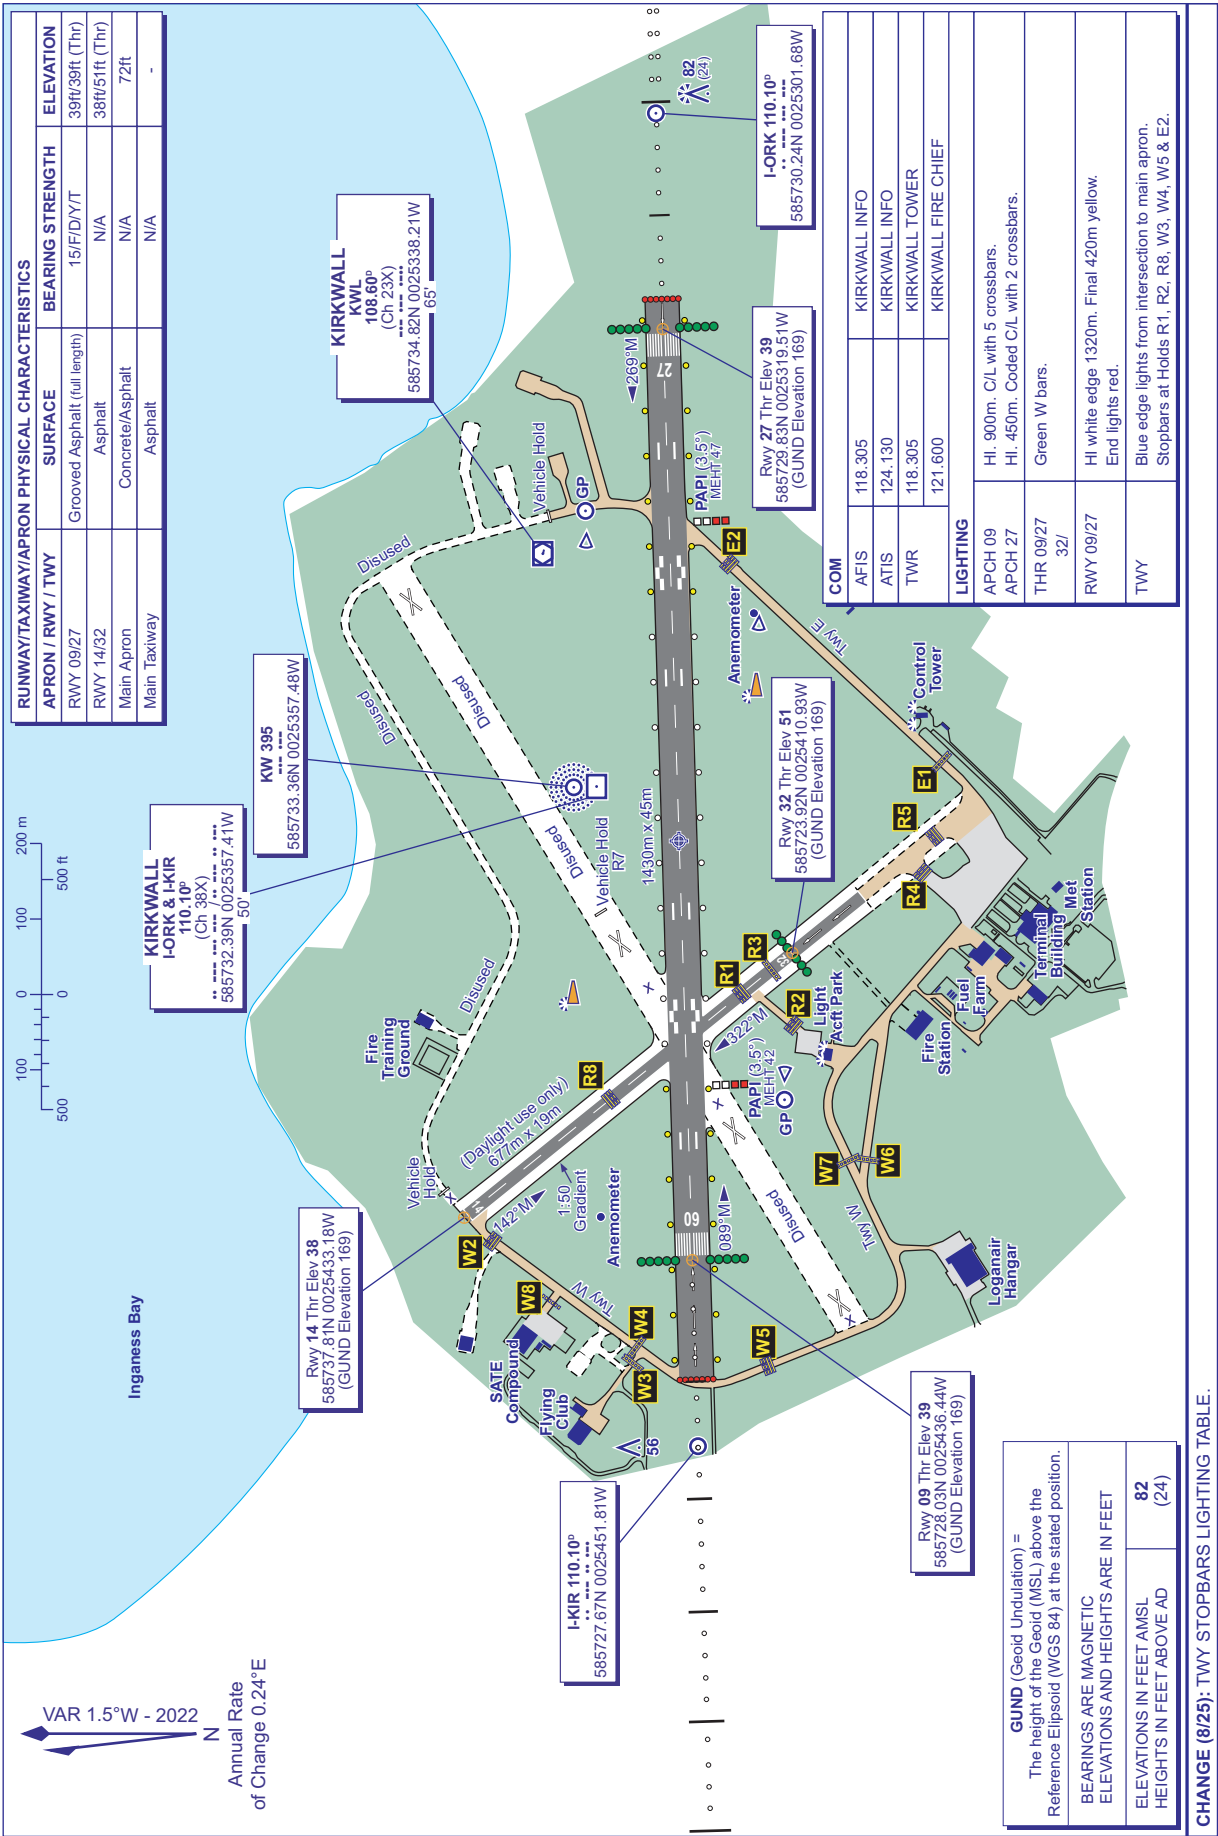 RUNWAY/TAXIWAY/APRON PHYSICAL CHARACTERISTICS
APRON / RWY / TWY SURFACE BEARING STRENGTH ELEVATION
RWY 09/27 Grooved Asphalt (full length) 15/F/D/Y/T 39ft/39ft (Thr)
RWY 14/32 Asphalt N/A 38ft/51ft (Thr)
Main Apron Concrete/Asphalt N/A 72ft
Main Taxiway Asphalt N/A -
VAR 1.5°W - 2022
N
Annual Rate
of Change 0.24°E
Inganess Bay
500 0 500 ft
100 0 100 200 m
KIRKWALL
I-ORK & I-KIR
110.10ᴰ
(Ch 38X)
585732.39N 0025357.41W
50'
KW 395
585733.36N 0025357.48W
KIRKWALL
KWL
108.60ᴰ
(Ch 23X)
585734.82N 0025338.21W
65'
Rwy 14 Thr Elev 38
585737.81N 0025433.18W
(GUND Elevation 169)
Vehicle
Hold
Fire
Training
Ground
Disused
Disused
Disused
Disused
Disused
Vehicle Hold
GP
Vehicle Hold
R7
W2
142°M
(Daylight use only)
677m x 19m
1:50
Gradient
Anemometer
R8
14
SATE
Compound
W8
Twy W
Flying
Club
W4
W3
56
I-KIR 110.10ᴰ
585727.67N 0025451.81W
W5
09
089°M
1430m x 45m
27
269°M
82
(24)
I-ORK 110.10ᴰ
585730.24N 0025301.68W
Rwy 27 Thr Elev 39
585729.83N 0025319.51W
(GUND Elevation 169)
PAPI (3.5°)
MEHT 47
E2
Anemometer
Twy E
Control
Tower
E1
R5
R4
Rwy 32 Thr Elev 51
585723.92N 0025410.93W
(GUND Elevation 169)
R1
R3
32
R2
322°M
Light
Acft Park
PAPI (3.5°)
MEHT 42
GP
Disused
W7
W6
Twy W
Loganair
Hangar
Fire
Station
Fuel
Farm
Terminal
Building
Met
Station
Rwy 09 Thr Elev 39
585728.03N 0025436.44W
(GUND Elevation 169)
COM
AFIS 118.305 KIRKWALL INFO
ATIS 124.130 KIRKWALL INFO
TWR 118.305 KIRKWALL TOWER
121.600 KIRKWALL FIRE CHIEF
LIGHTING
APCH 09 HI. 900m. C/L with 5 crossbars.
APCH 27 HI. 450m. Coded C/L with 2 crossbars.
THR 09/27 Green W bars.
32/
RWY 09/27 HI white edge 1320m. Final 420m yellow.
End lights red.
TWY Blue edge lights from intersection to main apron.
Stopbars at Holds R1, R2, R8, W3, W4, W5 & E2.
GUND (Geoid Undulation) =
The height of the Geoid (MSL) above the
Reference Elipsoid (WGS 84) at the stated position.
BEARINGS ARE MAGNETIC
ELEVATIONS AND HEIGHTS ARE IN FEET
ELEVATIONS IN FEET AMSL 82
HEIGHTS IN FEET ABOVE AD (24)
CHANGE (8/25): TWY STOPBARS LIGHTING TABLE.